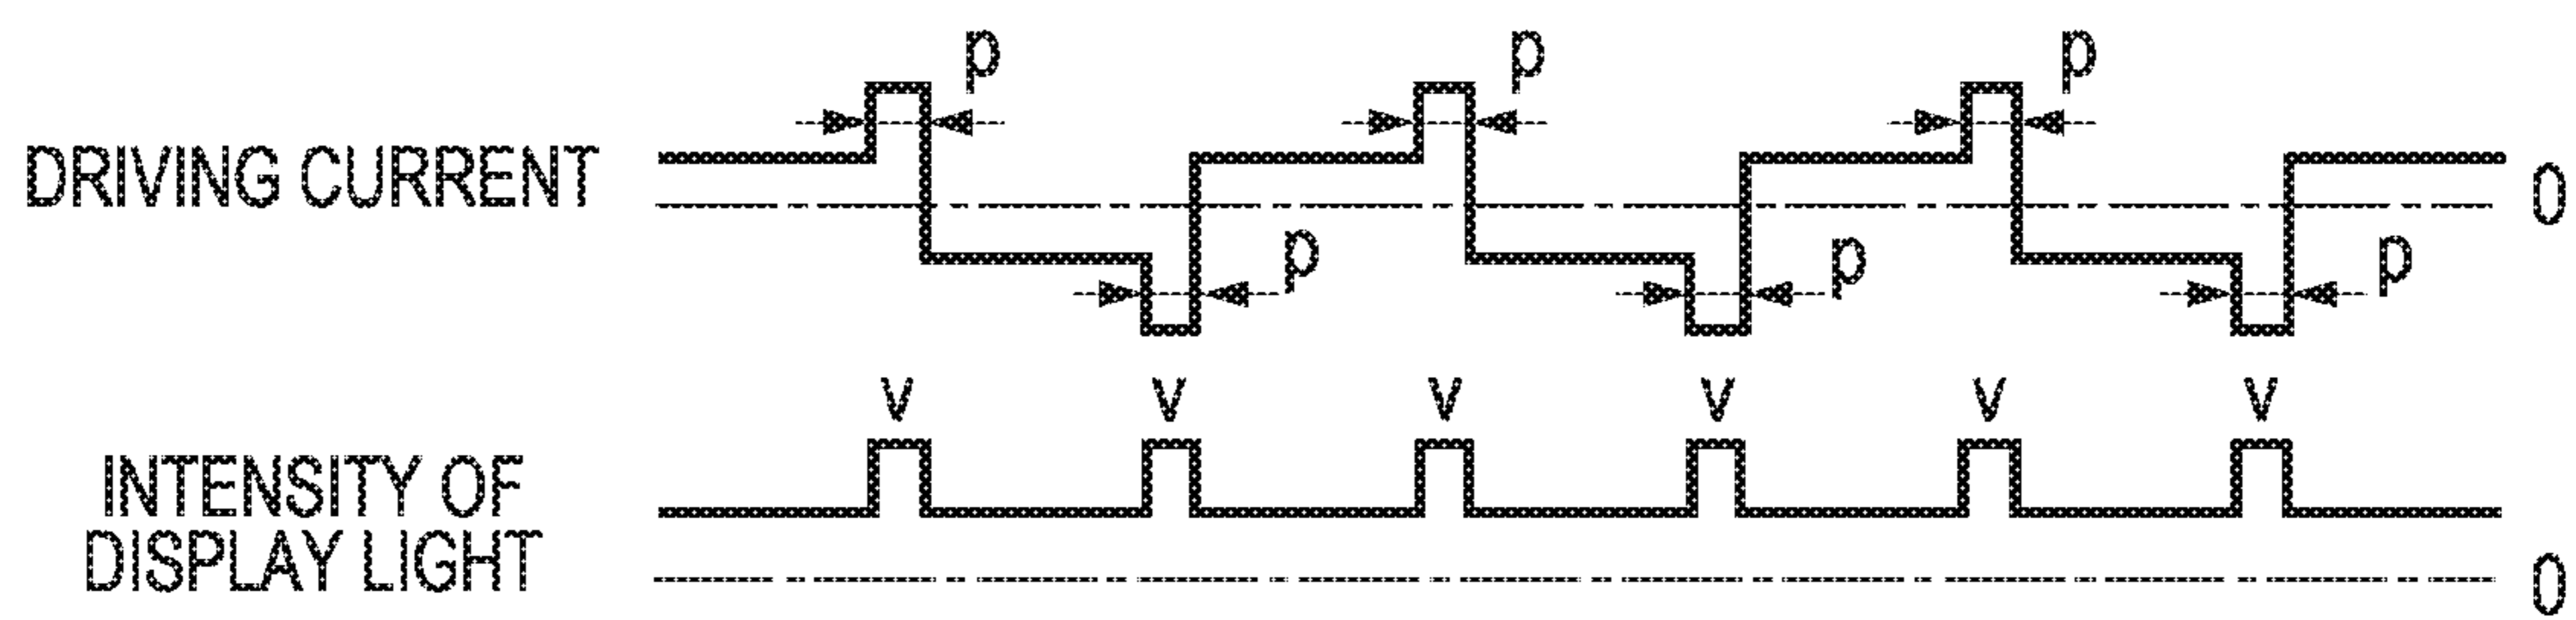 p p p
DRIVING CURRENT 0
p p p
v v v v v v
INTENSITY OF
DISPLAY LIGHT 0